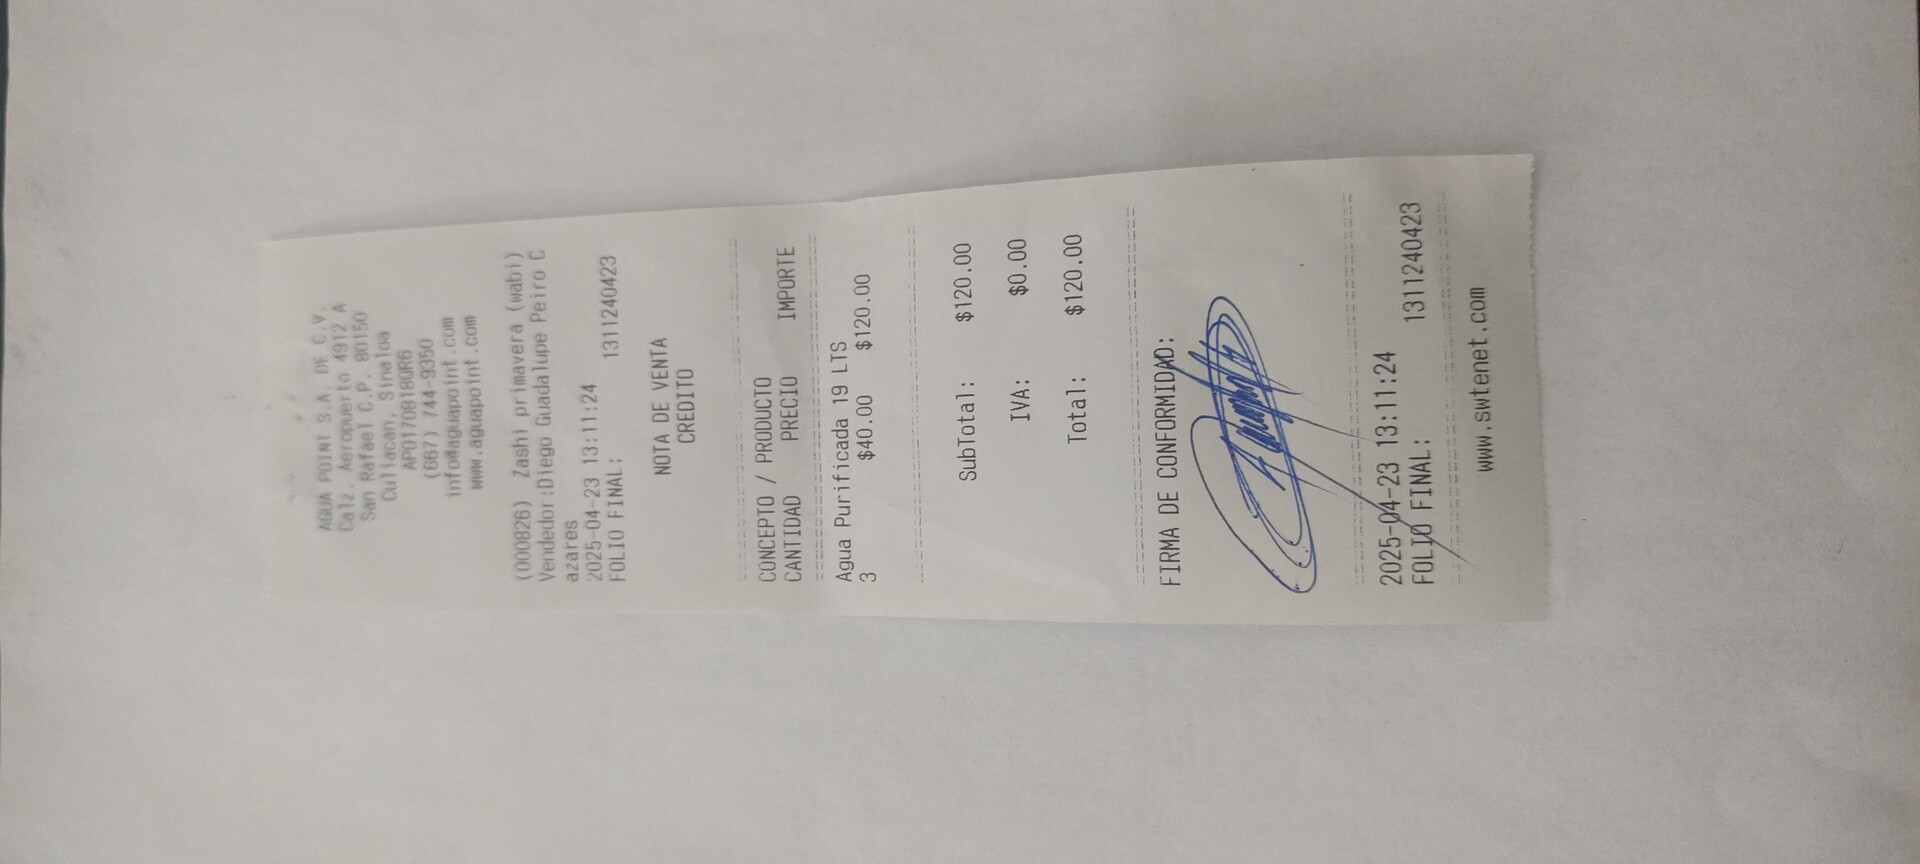 AGUA POINT S.A. DE C.V.
Calz. Aeropuerto 4912 A
San Rafael C.P. 80150
Culiacan, Sinaloa
APO170818QR6
(667) 744-9350
info@aguapoint.com
www.aguapoint.com
(000826) Zashi primavera (wabi)
Vendedor:Diego Guadalupe Peiro C
azares
2025-04-23 13:11:24
FOLIO FINAL: 1311240423
NOTA DE VENTA
CREDITO
CONCEPTO / PRODUCTO
CANTIDAD PRECIO IMPORTE
Agua Purificada 19 LTS
3 $40.00 $120.00
SubTotal: $120.00
IVA: $0.00
Total: $120.00
FIRMA DE CONFORMIDAD:
2025-04-23 13:11:24
FOLIO FINAL: 1311240423
www.swtenet.com